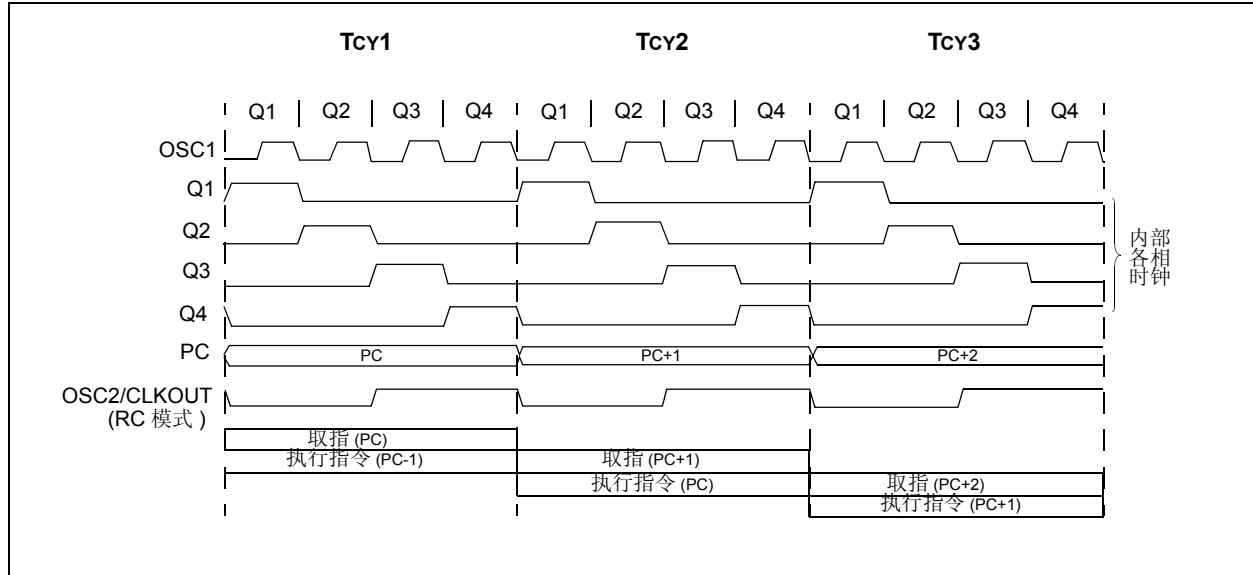 TCY1 TCY2 TCY3
Q1 Q2 Q3 Q4 Q1 Q2 Q3 Q4 Q1 Q2 Q3 Q4
OSC1
Q1
Q2
Q3
Q4
内部
各相
时钟
PC PC PC+1 PC+2
OSC2/CLKOUT
(RC 模式 )
取指 (PC)
执行指令 (PC-1) 取指 (PC+1)
执行指令 (PC) 取指 (PC+2)
执行指令 (PC+1)